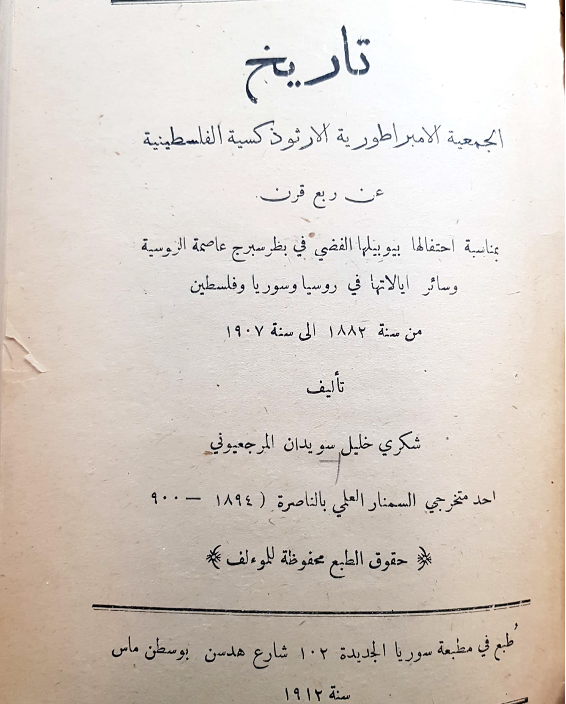 تاريخ
الجمعية الامبراطورية الارثوذكسية الفلسطينية
عن ربع قرن
بمناسبة احتفالها بيوبيلها الفضي في بطرسبرج عاصمة الروسية
وسائر ايالاتها في روسيا وسوريا وفلسطين
من سنة ١٨٨٢ الى سنة ١٩٠٧
تأليف
شكري خليل سويدان المرجعيوني
احد متخرجي السمنار العلمي بالناصرة ( ١٨٩٤ — ٩٠٠
﴿ حقوق الطبع محفوظة للموءلف ﴾
طُبع في مطبعة سوريا الجديدة ١٠٢ شارع هدسن بوسطن ماس
سنة ١٩١٢